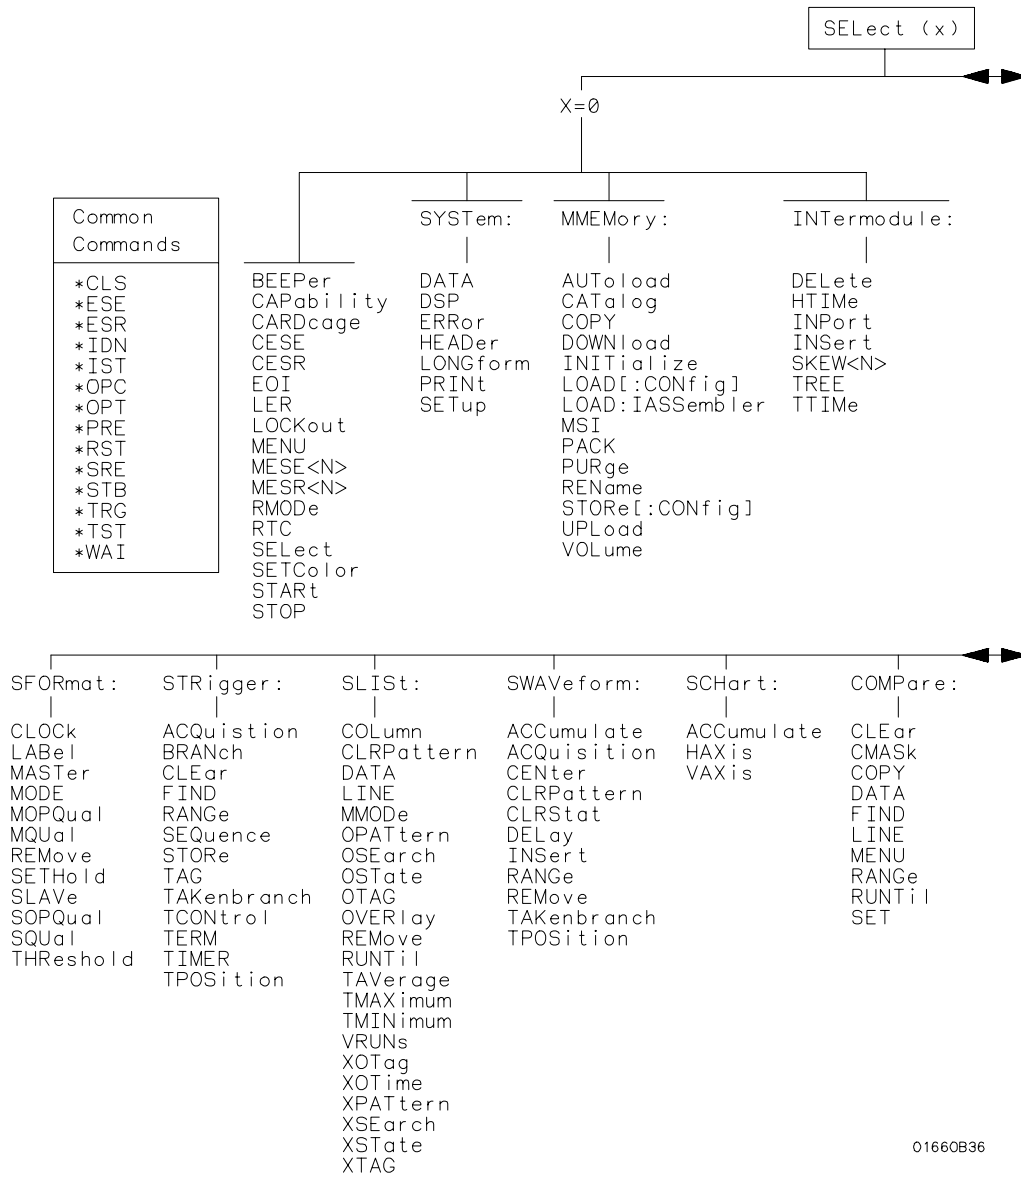 SELect (x)
X=0
Common
Commands
*CLS
*ESE
*ESR
*IDN
*IST
*OPC
*OPT
*PRE
*RST
*SRE
*STB
*TRG
*TST
*WAI
BEEPer
CAPability
CARDcage
CESE
CESR
EOI
LER
LOCKout
MENU
MESE<N>
MESR<N>
RMODe
RTC
SELect
SETColor
STARt
STOP
SYSTem:
DATA
DSP
ERRor
HEADer
LONGform
PRINt
SETup
MMEMory:
AUToload
CATalog
COPY
DOWNload
INITialize
LOAD[:CONfig]
LOAD:IASSembler
MSI
PACK
PURge
REName
STORe[:CONfig]
UPLoad
VOLume
INTermodule:
DELete
HTIMe
INPort
INSert
SKEW<N>
TREE
TTIMe
SFORmat:
CLOCk
LABel
MASTer
MODE
MOPQual
MQUal
REMove
SETHold
SLAVe
SOPQual
SQUal
THReshold
STRigger:
ACQuistion
BRANch
CLEar
FIND
RANGe
SEQuence
STORe
TAG
TAKenbranch
TCONtrol
TERM
TIMER
TPOSition
SLISt:
COLumn
CLRPattern
DATA
LINE
MMODe
OPATtern
OSEarch
OSTate
OTAG
OVERlay
REMove
RUNTil
TAVerage
TMAXimum
TMINimum
VRUNs
XOTag
XOTime
XPATtern
XSEarch
XSTate
XTAG
SWAVeform:
ACCumulate
ACQuisition
CENter
CLRPattern
CLRStat
DELay
INSert
RANGe
REMove
TAKenbranch
TPOSition
SCHart:
ACCumulate
HAXis
VAXis
COMPare:
CLEar
CMASk
COPY
DATA
FIND
LINE
MENU
RANGe
RUNTil
SET
01660B36